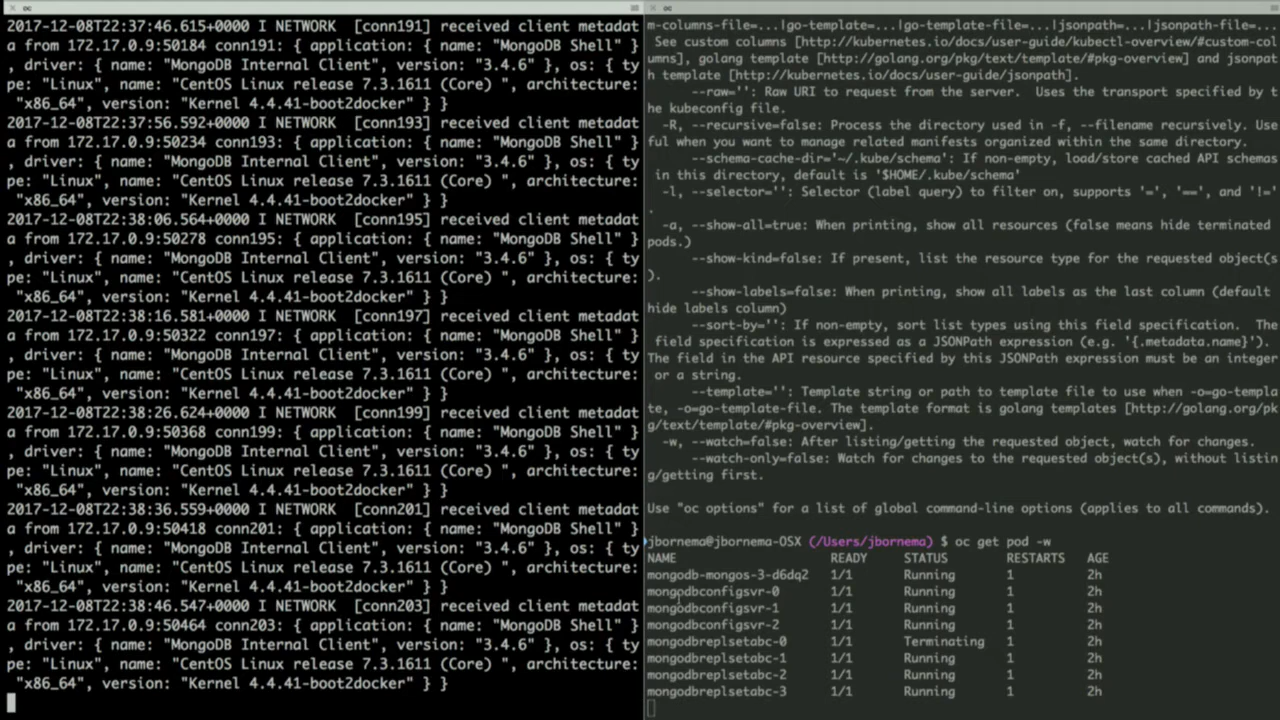 oc
2017-12-08T22:37:46.615+0000 I NETWORK  [conn191] received client metadat
a from 172.17.0.9:50184 conn191: { application: { name: "MongoDB Shell" }
, driver: { name: "MongoDB Internal Client", version: "3.4.6" }, os: { ty
pe: "Linux", name: "CentOS Linux release 7.3.1611 (Core) ", architecture:
"x86_64", version: "Kernel 4.4.41-boot2docker" } }
2017-12-08T22:37:56.592+0000 I NETWORK  [conn193] received client metadat
a from 172.17.0.9:50234 conn193: { application: { name: "MongoDB Shell" }
, driver: { name: "MongoDB Internal Client", version: "3.4.6" }, os: { ty
pe: "Linux", name: "CentOS Linux release 7.3.1611 (Core) ", architecture:
"x86_64", version: "Kernel 4.4.41-boot2docker" } }
2017-12-08T22:38:06.564+0000 I NETWORK  [conn195] received client metadat
a from 172.17.0.9:50278 conn195: { application: { name: "MongoDB Shell" }
, driver: { name: "MongoDB Internal Client", version: "3.4.6" }, os: { ty
pe: "Linux", name: "CentOS Linux release 7.3.1611 (Core) ", architecture:
"x86_64", version: "Kernel 4.4.41-boot2docker" } }
2017-12-08T22:38:16.581+0000 I NETWORK  [conn197] received client metadat
a from 172.17.0.9:50322 conn197: { application: { name: "MongoDB Shell" }
, driver: { name: "MongoDB Internal Client", version: "3.4.6" }, os: { ty
pe: "Linux", name: "CentOS Linux release 7.3.1611 (Core) ", architecture:
"x86_64", version: "Kernel 4.4.41-boot2docker" } }
2017-12-08T22:38:26.624+0000 I NETWORK  [conn199] received client metadat
a from 172.17.0.9:50368 conn199: { application: { name: "MongoDB Shell" }
, driver: { name: "MongoDB Internal Client", version: "3.4.6" }, os: { ty
pe: "Linux", name: "CentOS Linux release 7.3.1611 (Core) ", architecture:
"x86_64", version: "Kernel 4.4.41-boot2docker" } }
2017-12-08T22:38:36.559+0000 I NETWORK  [conn201] received client metadat
a from 172.17.0.9:50418 conn201: { application: { name: "MongoDB Shell" }
, driver: { name: "MongoDB Internal Client", version: "3.4.6" }, os: { ty
pe: "Linux", name: "CentOS Linux release 7.3.1611 (Core) ", architecture:
"x86_64", version: "Kernel 4.4.41-boot2docker" } }
2017-12-08T22:38:46.547+0000 I NETWORK  [conn203] received client metadat
a from 172.17.0.9:50464 conn203: { application: { name: "MongoDB Shell" }
, driver: { name: "MongoDB Internal Client", version: "3.4.6" }, os: { ty
pe: "Linux", name: "CentOS Linux release 7.3.1611 (Core) ", architecture:
"x86_64", version: "Kernel 4.4.41-boot2docker" } }
oc
m-columns-file=...|go-template=...|go-template-file=...|jsonpath=...|jsonpath-file=...
See custom columns [http://kubernetes.io/docs/user-guide/kubectl-overview/#custom-col
umns], golang template [http://golang.org/pkg/text/template/#pkg-overview] and jsonpa
th template [http://kubernetes.io/docs/user-guide/jsonpath].
--raw='': Raw URI to request from the server.  Uses the transport specified by t
he kubeconfig file.
-R, --recursive=false: Process the directory used in -f, --filename recursively. Use
ful when you want to manage related manifests organized within the same directory.
--schema-cache-dir='~/.kube/schema': If non-empty, load/store cached API schemas
in this directory, default is '$HOME/.kube/schema'
-l, --selector='': Selector (label query) to filter on, supports '=', '==', and '!='
.
-a, --show-all=true: When printing, show all resources (false means hide terminated
pods.)
--show-kind=false: If present, list the resource type for the requested object(s
).
--show-labels=false: When printing, show all labels as the last column (default
hide labels column)
--sort-by='': If non-empty, sort list types using this field specification.  The
field specification is expressed as a JSONPath expression (e.g. '{.metadata.name}').
The field in the API resource specified by this JSONPath expression must be an integer
or a string.
--template='': Template string or path to template file to use when -o=go-templa
te, -o=go-template-file. The template format is golang templates [http://golang.org/pk
g/text/template/#pkg-overview].
-w, --watch=false: After listing/getting the requested object, watch for changes.
--watch-only=false: Watch for changes to the requested object(s), without listin
g/getting first.
Use "oc options" for a list of global command-line options (applies to all commands).
jbornema@jbornema-OSX (/Users/jbornema) $ oc get pod -w
NAME READY STATUS RESTARTS AGE
mongodb-mongos-3-d6dq2 1/1 Running 1 2h
mongodbconfigsvr-0 1/1 Running 1 2h
mongodbconfigsvr-1 1/1 Running 1 2h
mongodbconfigsvr-2 1/1 Running 1 2h
mongodbreplsetabc-0 1/1 Terminating 1 2h
mongodbreplsetabc-1 1/1 Running 1 2h
mongodbreplsetabc-2 1/1 Running 1 2h
mongodbreplsetabc-3 1/1 Running 1 2h